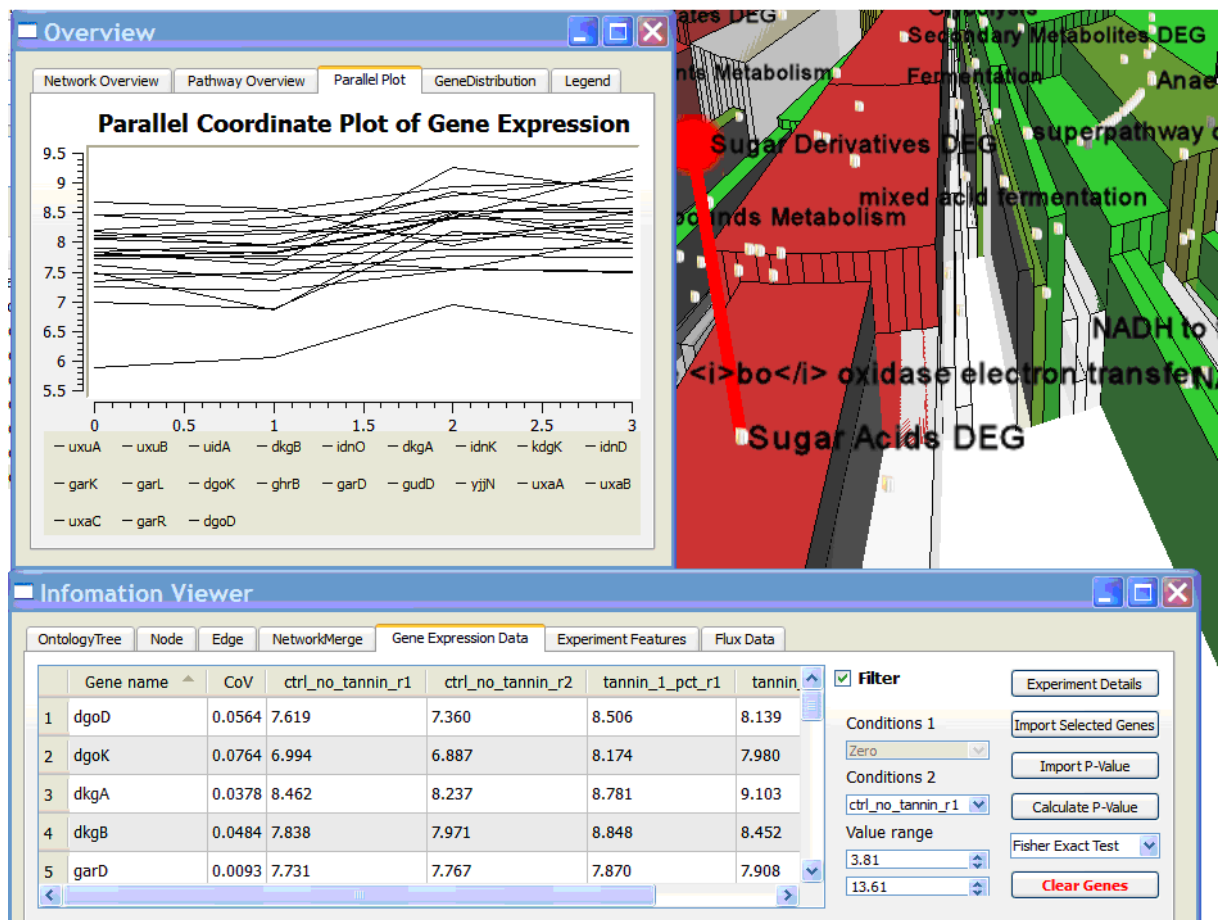 Overview
Network Overview Pathway Overview Parallel Plot GeneDistribution Legend
Parallel Coordinate Plot of Gene Expression
9.5
9
8.5
8
7.5
7
6.5
6
5.5
0 0.5 1 1.5 2 2.5 3
uxuA uxuB uidA dkgB idnO dkgA idnK kdgK idnD
garK garL dgoK ghrB garD gudD yjjN uxaA uxaB
uxaC garR dgoD
ates DEG
Secondary Metabolites DEG
nts Metabolism Fermentation Anae
superpathway
Sugar Derivatives DEG
mixed acid fermentation
ounds Metabolism
NADH to
<i>bo</i> oxidase electron transfer
Sugar Acids DEG
Infomation Viewer
OntologyTree Node Edge NetworkMerge Gene Expression Data Experiment Features Flux Data
Gene name CoV ctrl_no_tannin_r1 ctrl_no_tannin_r2 tannin_1_pct_r1 tannin_
1 dgoD 0.0564 7.619 7.360 8.506 8.139
2 dgoK 0.0764 6.994 6.887 8.174 7.980
3 dkgA 0.0378 8.462 8.237 8.781 9.103
4 dkgB 0.0484 7.838 7.971 8.848 8.452
5 garD 0.0093 7.731 7.767 7.870 7.908
Filter
Conditions 1
Zero
Conditions 2
ctrl_no_tannin_r1
Value range
3.81
13.61
Experiment Details
Import Selected Genes
Import P-Value
Calculate P-Value
Fisher Exact Test
Clear Genes